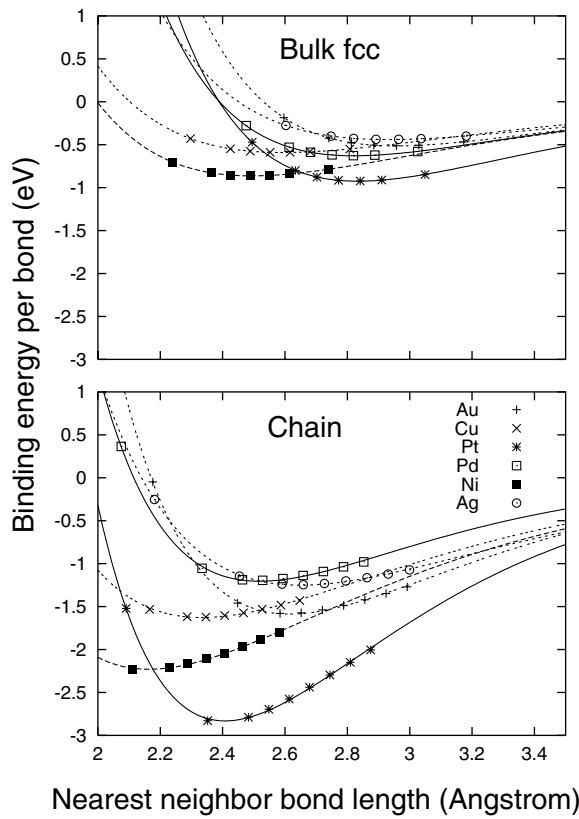 Bulk fcc
1
0.5
0
-0.5
-1
-1.5
-2
-2.5
-3
Binding energy per bond (eV)
Chain
Au
Cu
Pt
Pd
Ni
Ag
1
0.5
0
-0.5
-1
-1.5
-2
-2.5
-3
2 2.2 2.4 2.6 2.8 3 3.2 3.4
Nearest neighbor bond length (Angstrom)